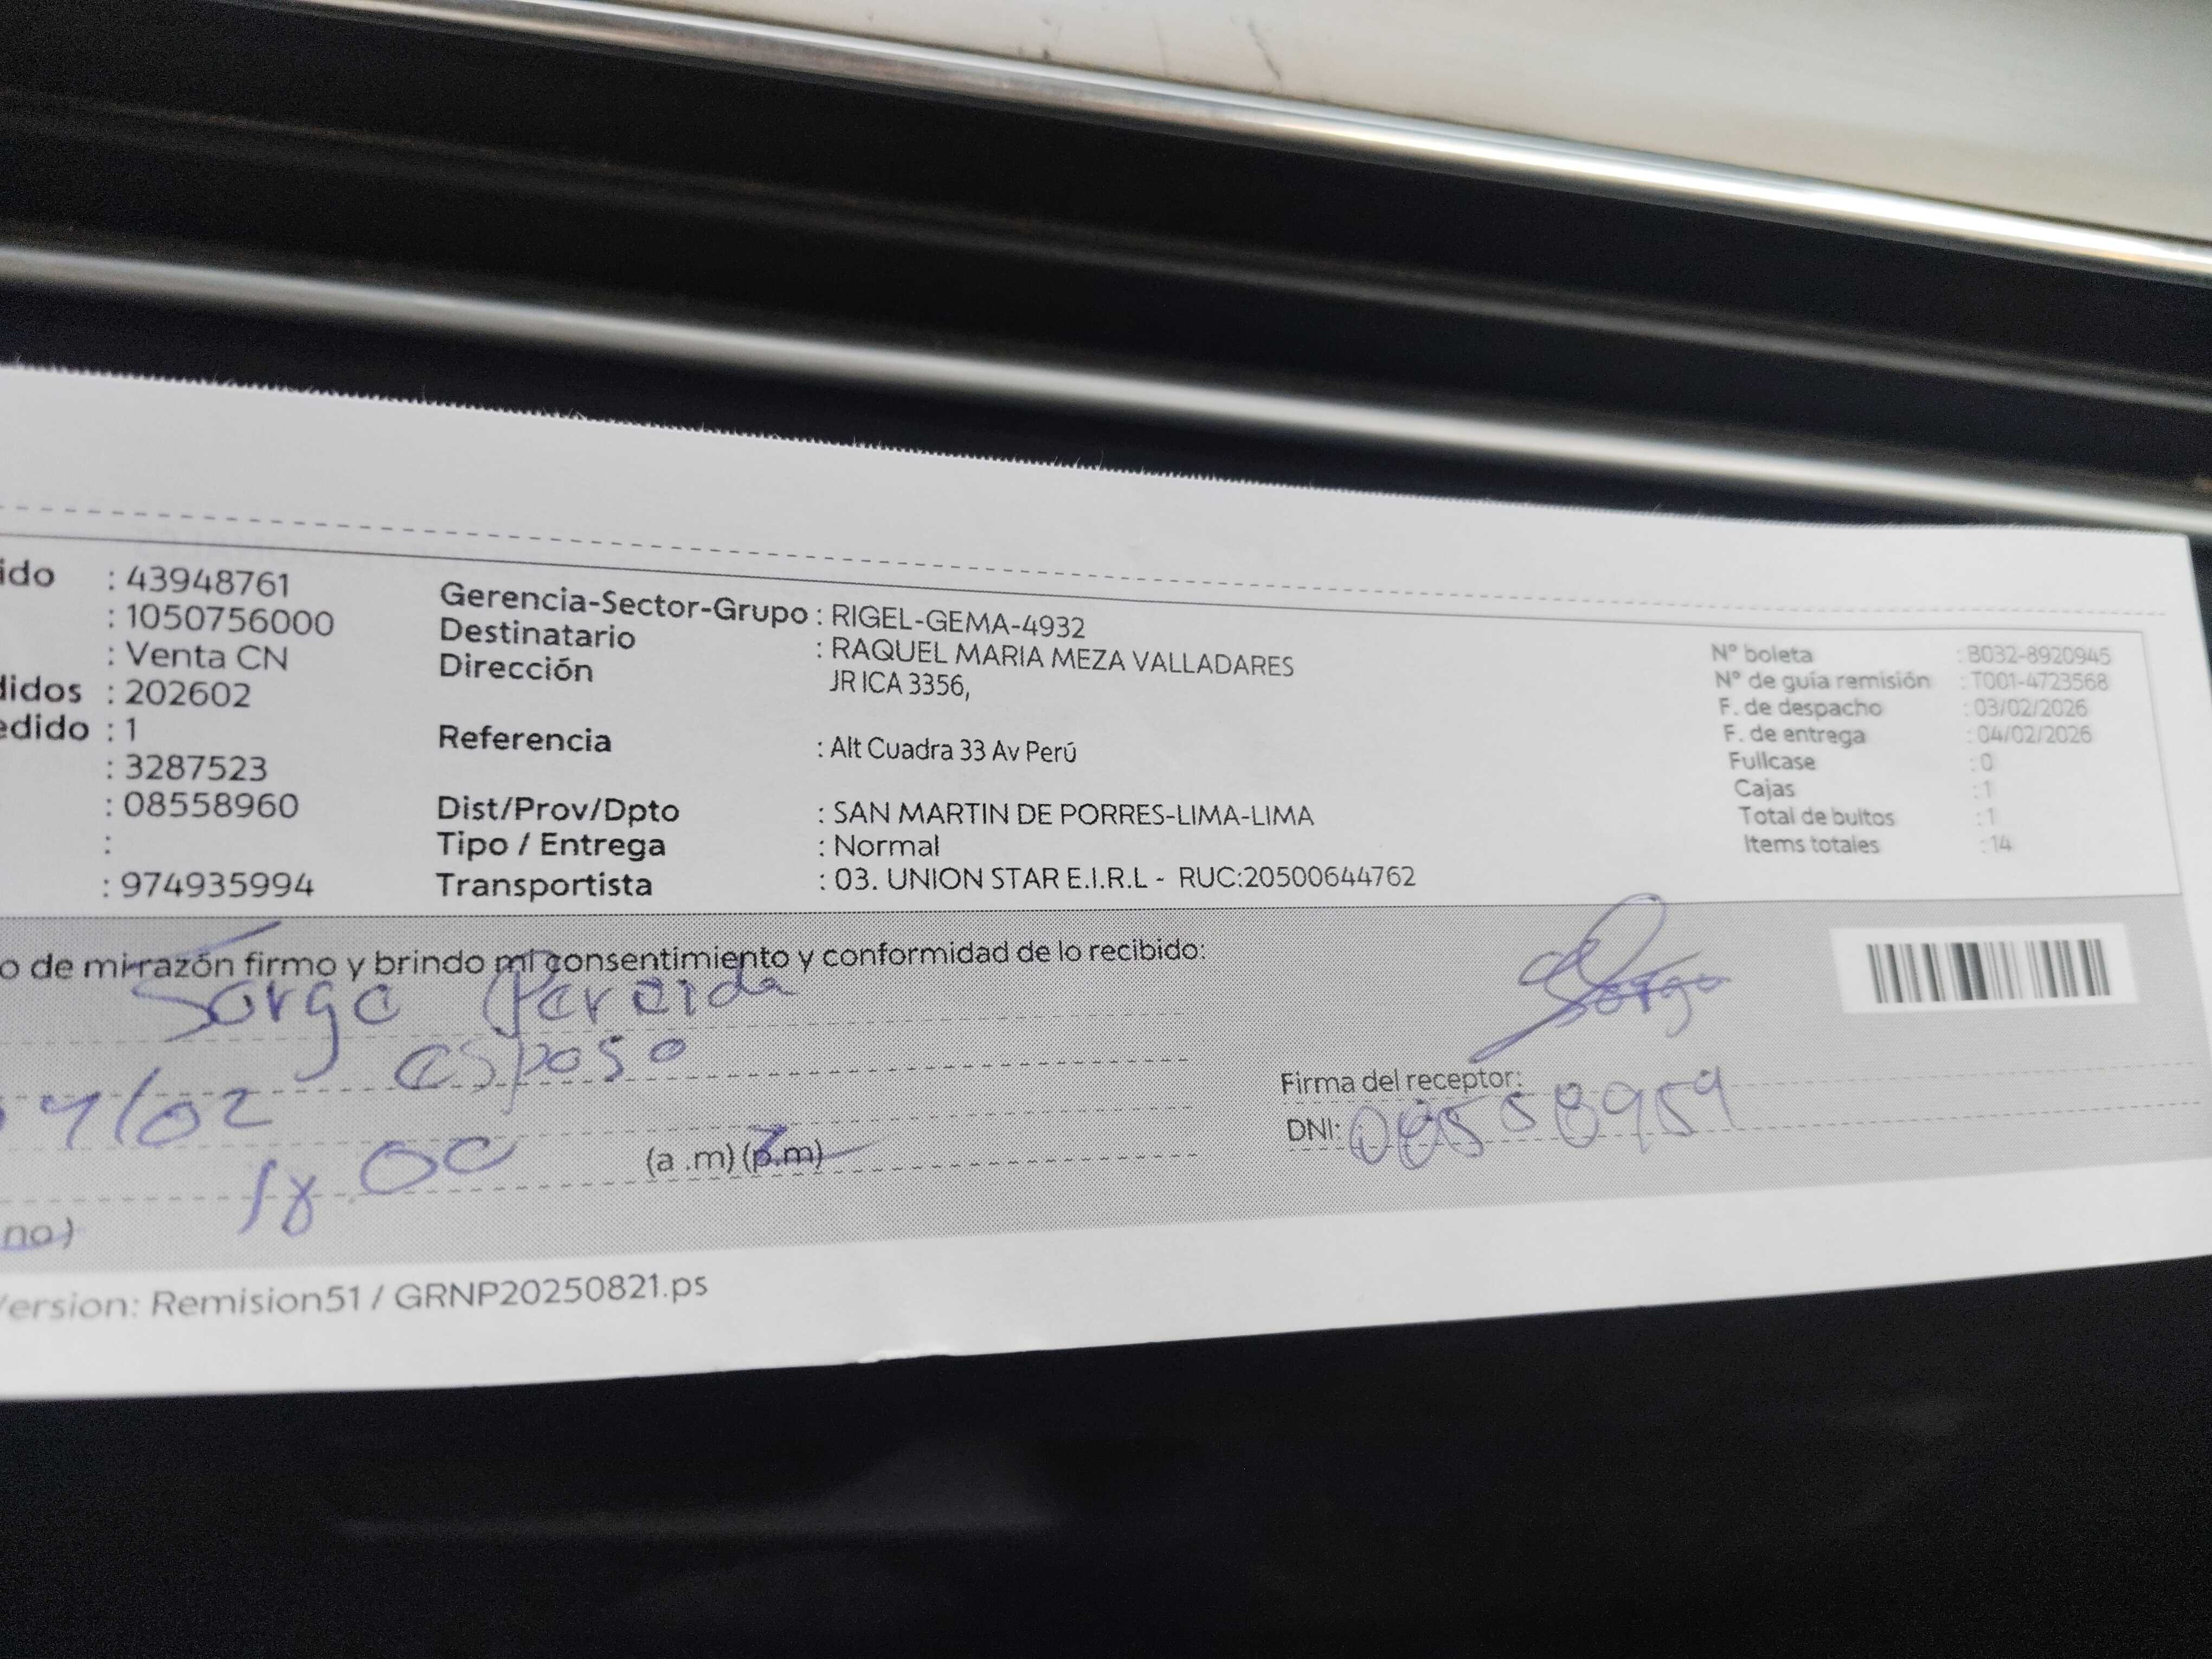 ido : 43948761
: 1050756000
: Venta CN
didos : 202602
edido : 1
: 3287523
: 08558960
:
: 974935994
Gerencia-Sector-Grupo : RIGEL-GEMA-4932
Destinatario : RAQUEL MARIA MEZA VALLADARES
Dirección JR ICA 3356,
Referencia : Alt Cuadra 33 Av Perú
Dist/Prov/Dpto : SAN MARTIN DE PORRES-LIMA-LIMA
Tipo / Entrega : Normal
Transportista : 03. UNION STAR E.I.R.L - RUC:20500644762
N° boleta : B032-8920945
N° de guía remisión : T001-4723568
F. de despacho : 03/02/2026
F. de entrega : 04/02/2026
Fullcase : 0
Cajas : 1
Total de bultos : 1
Items totales : 14
o de mi razón firmo y brindo mi consentimiento y conformidad de lo recibido:
esposo
04/02
18.00 (a .m) (p.m)
no)
Firma del receptor:
DNI: 08558959
Version: Remision51 / GRNP20250821.ps